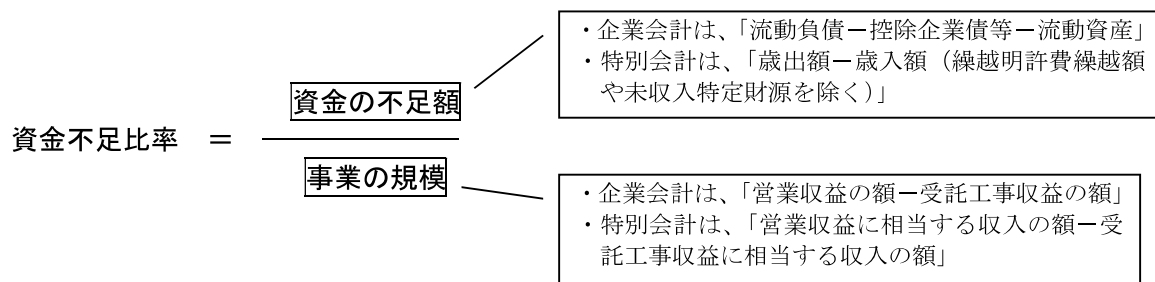 ・企業会計は、「流動負債－控除企業債等－流動資産」
・特別会計は、「歳出額－歳入額（繰越明許費繰越額
や未収入特定財源を除く）」
資金の不足額
資金不足比率 ＝
事業の規模
・企業会計は、「営業収益の額－受託工事収益の額」
・特別会計は、「営業収益に相当する収入の額－受
託工事収益に相当する収入の額」